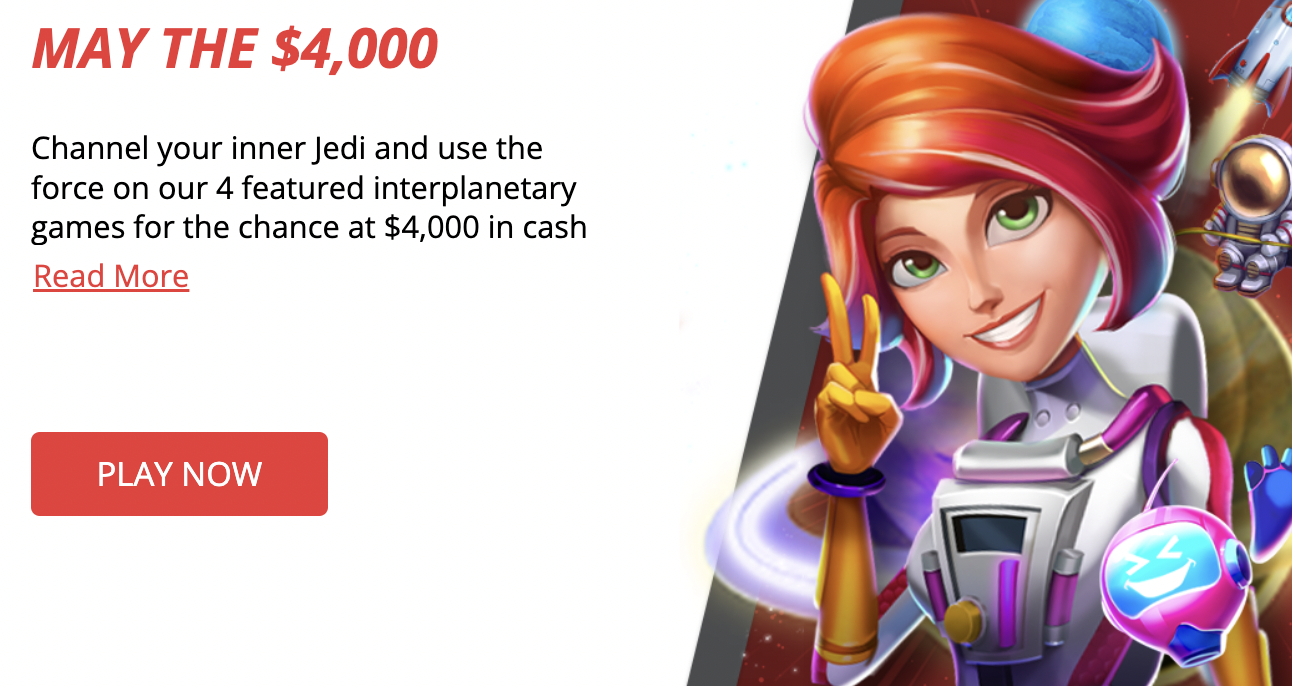 MAY THE $4,000
Channel your inner Jedi and use the
force on our 4 featured interplanetary
games for the chance at $4,000 in cash
Read More
PLAY NOW